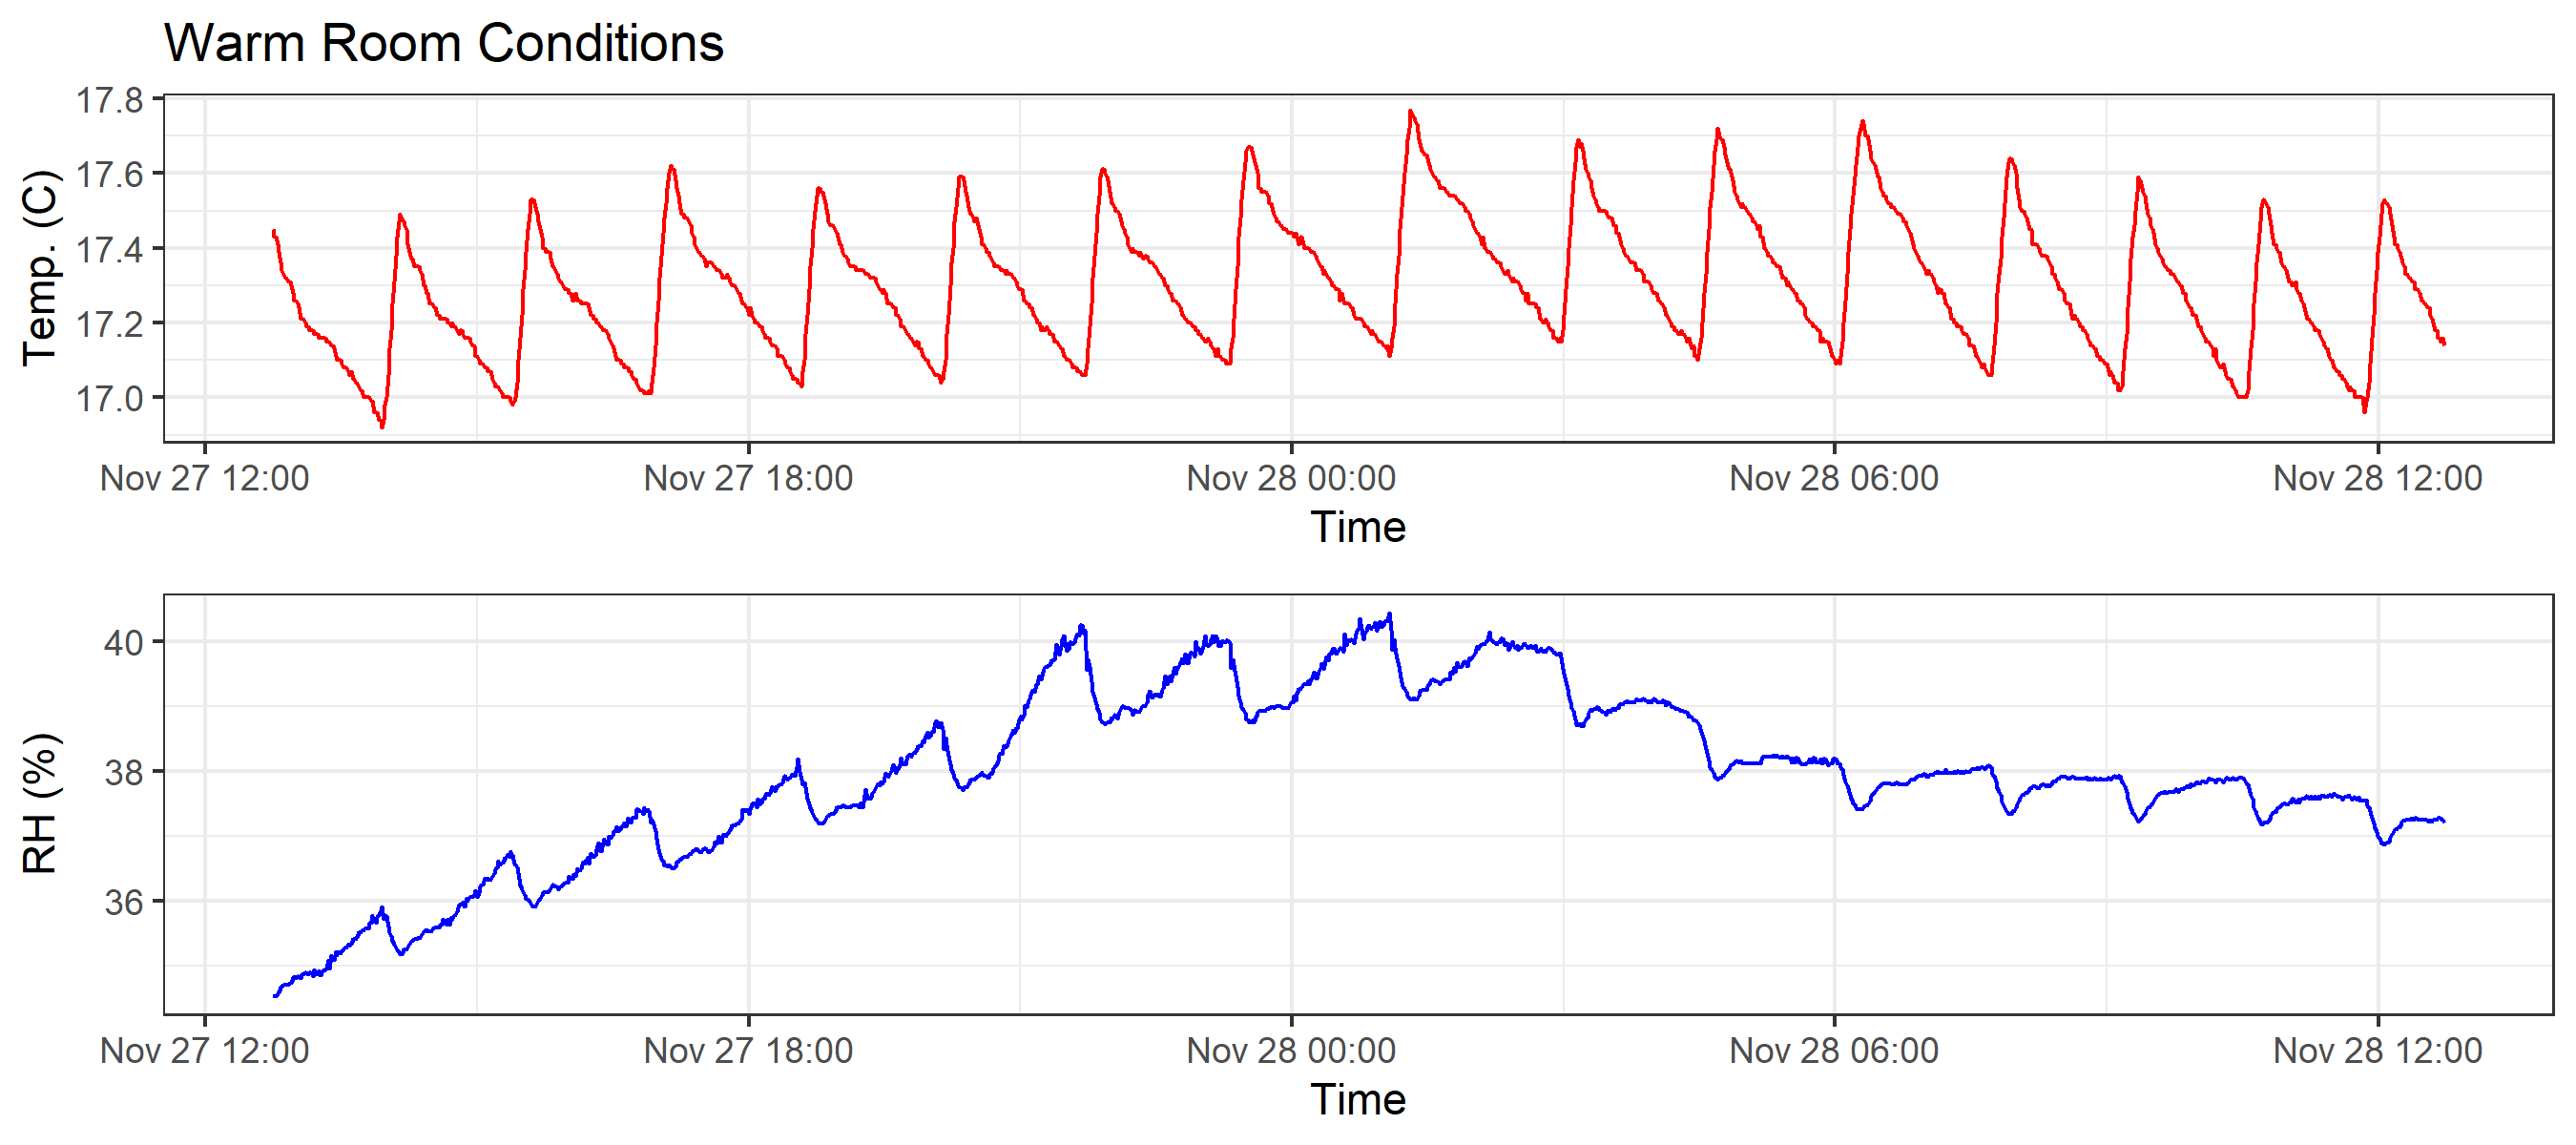 Warm Room Conditions
17.8
17.6
17.4
17.2
17.0
Temp. (C)
Nov 27 12:00 Nov 27 18:00 Nov 28 00:00 Nov 28 06:00 Nov 28 12:00
Time
40
38
36
RH (%)
Nov 27 12:00 Nov 27 18:00 Nov 28 00:00 Nov 28 06:00 Nov 28 12:00
Time